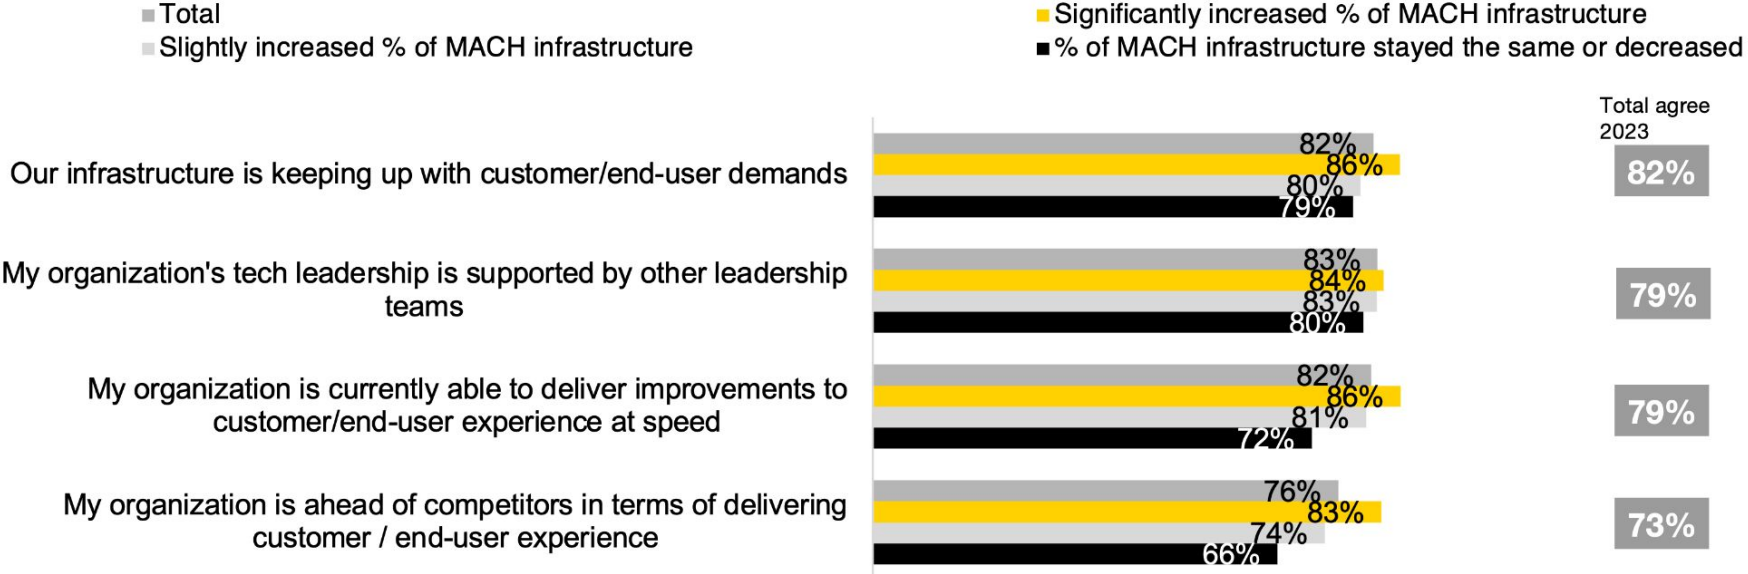 Total
Significantly increased % of MACH infrastructure
Slightly increased % of MACH infrastructure
% of MACH infrastructure stayed the same or decreased
Total agree
2023
Our infrastructure is keeping up with customer/end-user demands
82%
86%
80%
79%
82%
My organization's tech leadership is supported by other leadership
teams
83%
84%
83%
80%
79%
My organization is currently able to deliver improvements to
customer/end-user experience at speed
82%
86%
81%
72%
79%
My organization is ahead of competitors in terms of delivering
customer / end-user experience
76%
83%
74%
66%
73%